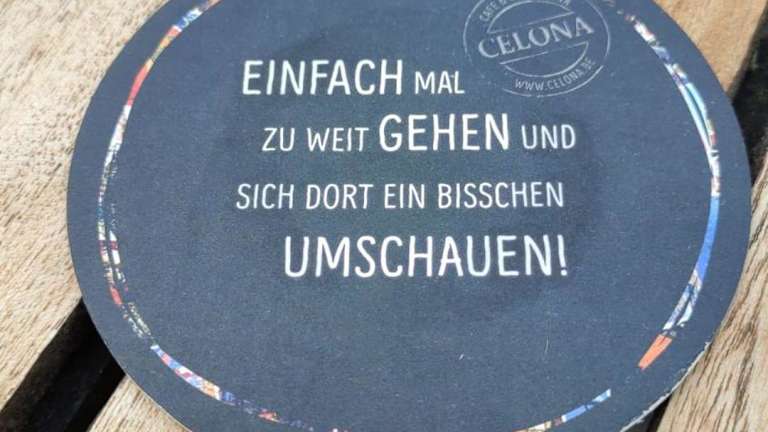 CELONA
WWW.CELONA.DE
EINFACH MAL
ZU WEIT GEHEN UND
SICH DORT EIN BISSCHEN
UMSCHAUEN!